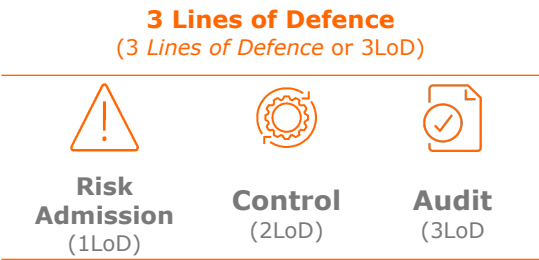 3 Lines of Defence
(3 Lines of Defence or 3LoD)
Risk
Admission
(1LoD)
Control
(2LoD)
Audit
(3LoD